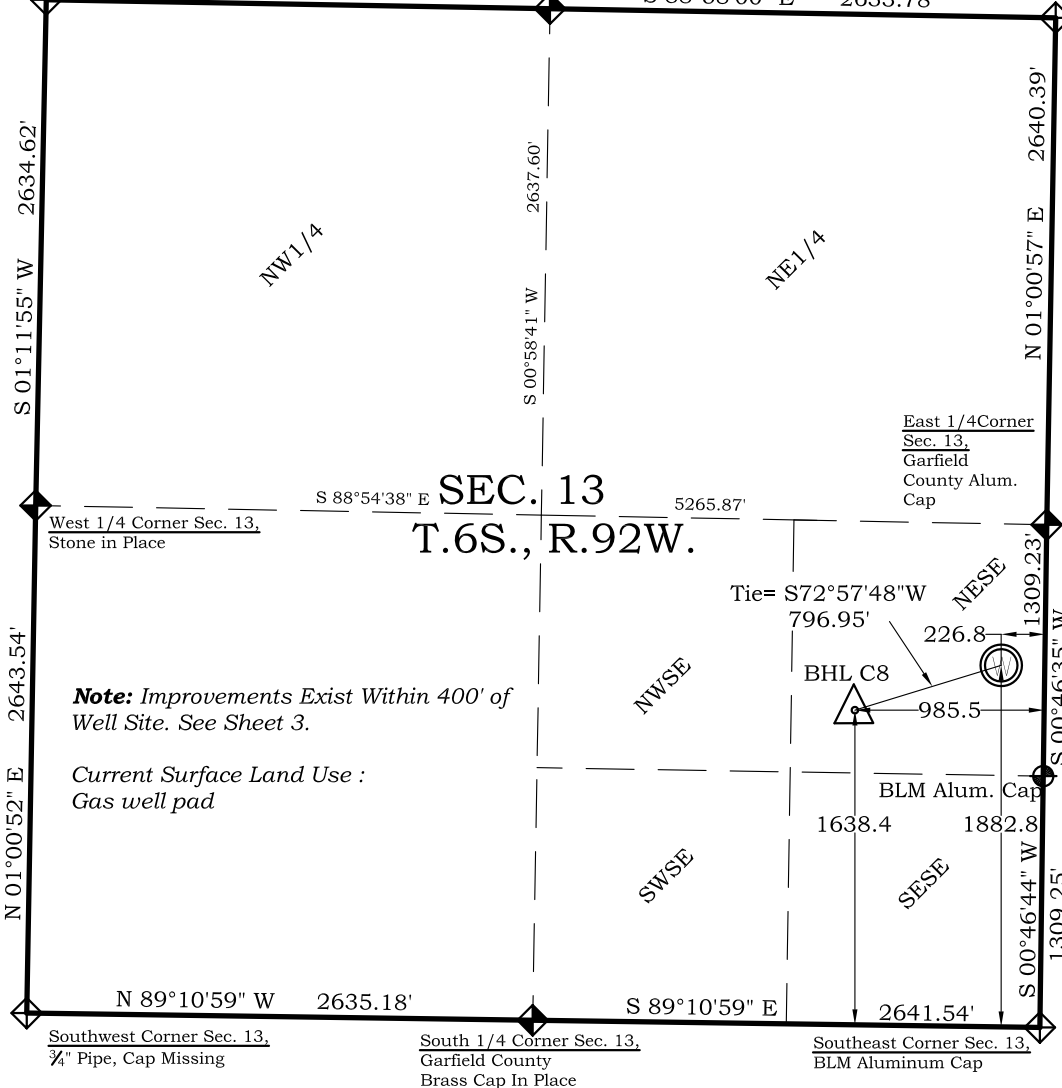 2633.78'
2634.62'
S 01°11'55" W
2637.60'
S 00°58'41" W
2640.39'
N 01°00'57" E
NW1/4
NE1/4
East 1/4Corner
Sec. 13,
Garfield
County Alum.
Cap
S 88°54'38" E
SEC. 13
5265.87'
T.6S., R.92W.
West 1/4 Corner Sec. 13,
Stone in Place
1309.23'
NESE
Tie= S72°57'48"W
796.95'
226.8
W
S 00°46'35" W
BHL C8
985.5
NWSE
2643.54'
N 01°00'52" E
Note: Improvements Exist Within 400' of
Well Site. See Sheet 3.
Current Surface Land Use :
Gas well pad
BLM Alum. Cap
1638.4
1882.8
SWSE
SESE
S 00°46'44" W
1309.25'
N 89°10'59" W 2635.18'
S 89°10'59" E 2641.54'
Southwest Corner Sec. 13,
¾" Pipe, Cap Missing
South 1/4 Corner Sec. 13,
Garfield County
Brass Cap In Place
Southeast Corner Sec. 13,
BLM Aluminum Cap